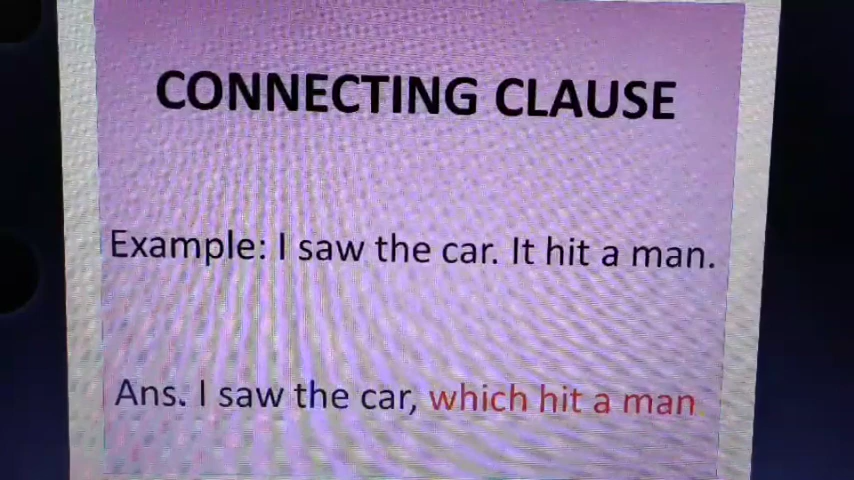 CONNECTING CLAUSE
Example: I saw the car. It hit a man.
Ans. I saw the car, which hit a man